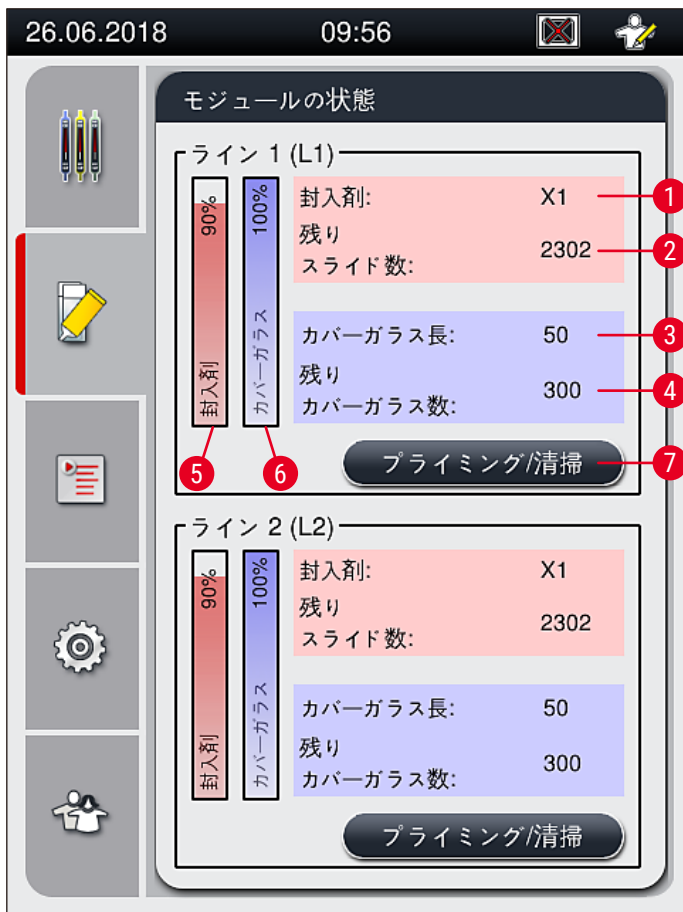 26.06.2018 09:56
モジュールの状態
ライン 1 (L1)
90%
封入剤
100%
カバーガラス
封入剤: X1 1
残り
スライド数: 2302 2
カバーガラス長: 50 3
残り
カバーガラス数: 300 4
5 6
プライミング/清掃 7
ライン 2 (L2)
90%
封入剤
100%
カバーガラス
封入剤: X1
残り
スライド数: 2302
カバーガラス長: 50
残り
カバーガラス数: 300
プライミング/清掃